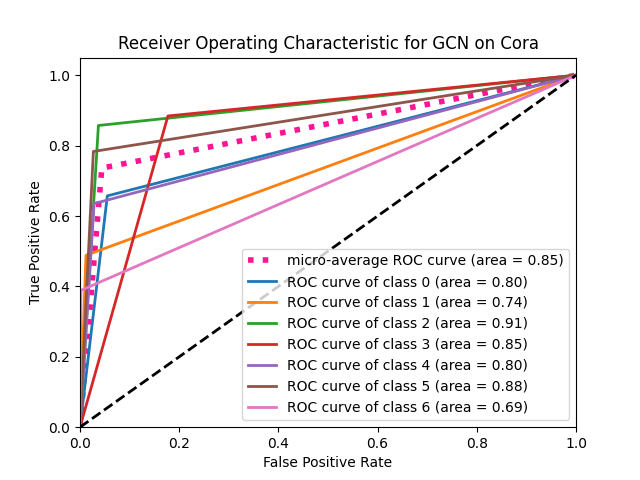 Receiver Operating Characteristic for GCN on Cora
True Positive Rate
1.0
0.8
0.6
0.4
0.2
0.0
micro-average ROC curve (area = 0.85)
ROC curve of class 0 (area = 0.80)
ROC curve of class 1 (area = 0.74)
ROC curve of class 2 (area = 0.91)
ROC curve of class 3 (area = 0.85)
ROC curve of class 4 (area = 0.80)
ROC curve of class 5 (area = 0.88)
ROC curve of class 6 (area = 0.69)
0.0 0.2 0.4 0.6 0.8 1.0
False Positive Rate